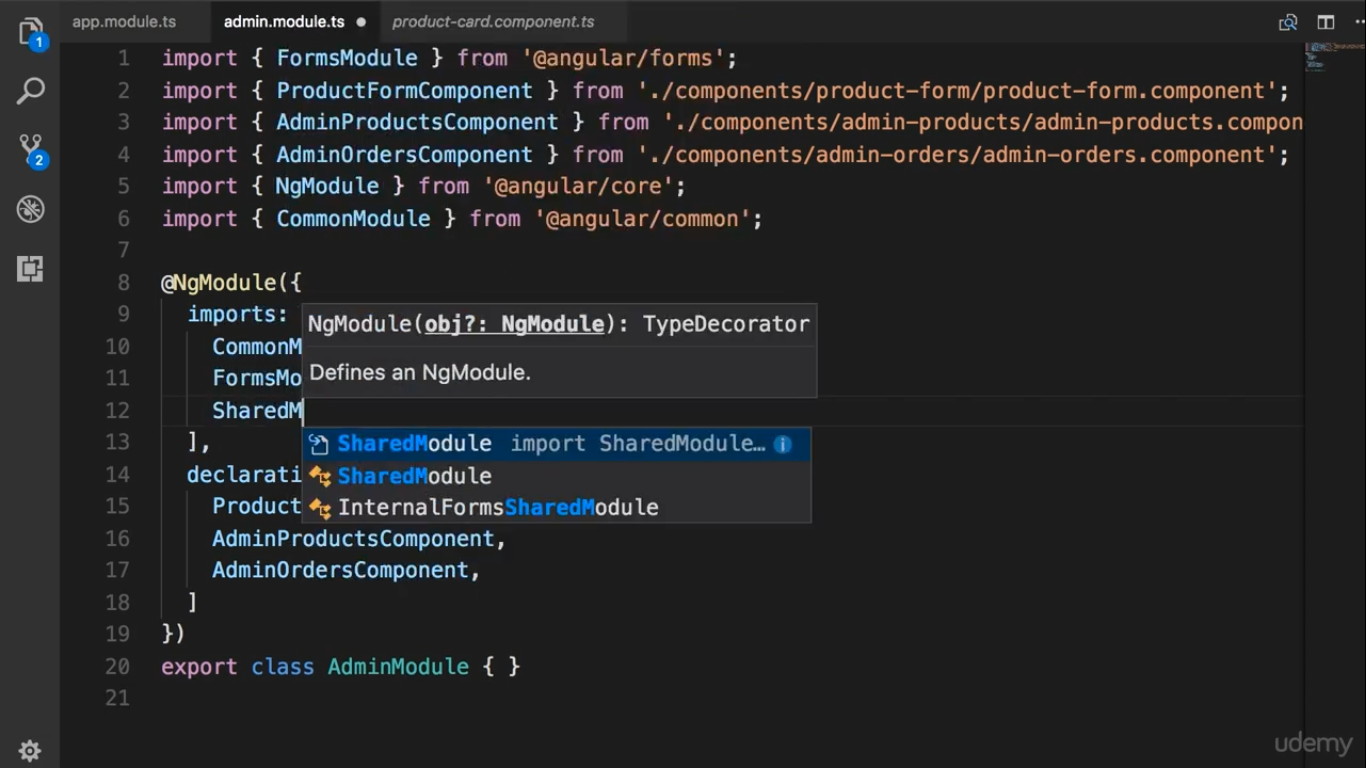 app.module.ts admin.module.ts ● product-card.component.ts
1
2
1 import { FormsModule } from '@angular/forms';
2 import { ProductFormComponent } from './components/product-form/product-form.component';
3 import { AdminProductsComponent } from './components/admin-products/admin-products.compon
4 import { AdminOrdersComponent } from './components/admin-orders/admin-orders.component';
5 import { NgModule } from '@angular/core';
6 import { CommonModule } from '@angular/common';
7
8 @NgModule({
9 imports:
NgModule(obj?: NgModule): TypeDecorator
10 CommonM
Defines an NgModule.
11 FormsMo
12 SharedM
13 ],
SharedModule import SharedModule…
14 declarati
SharedModule
15 Product
InternalFormsSharedModule
16 AdminProductsComponent,
17 AdminOrdersComponent,
18 ]
19 })
20 export class AdminModule { }
21
udemy